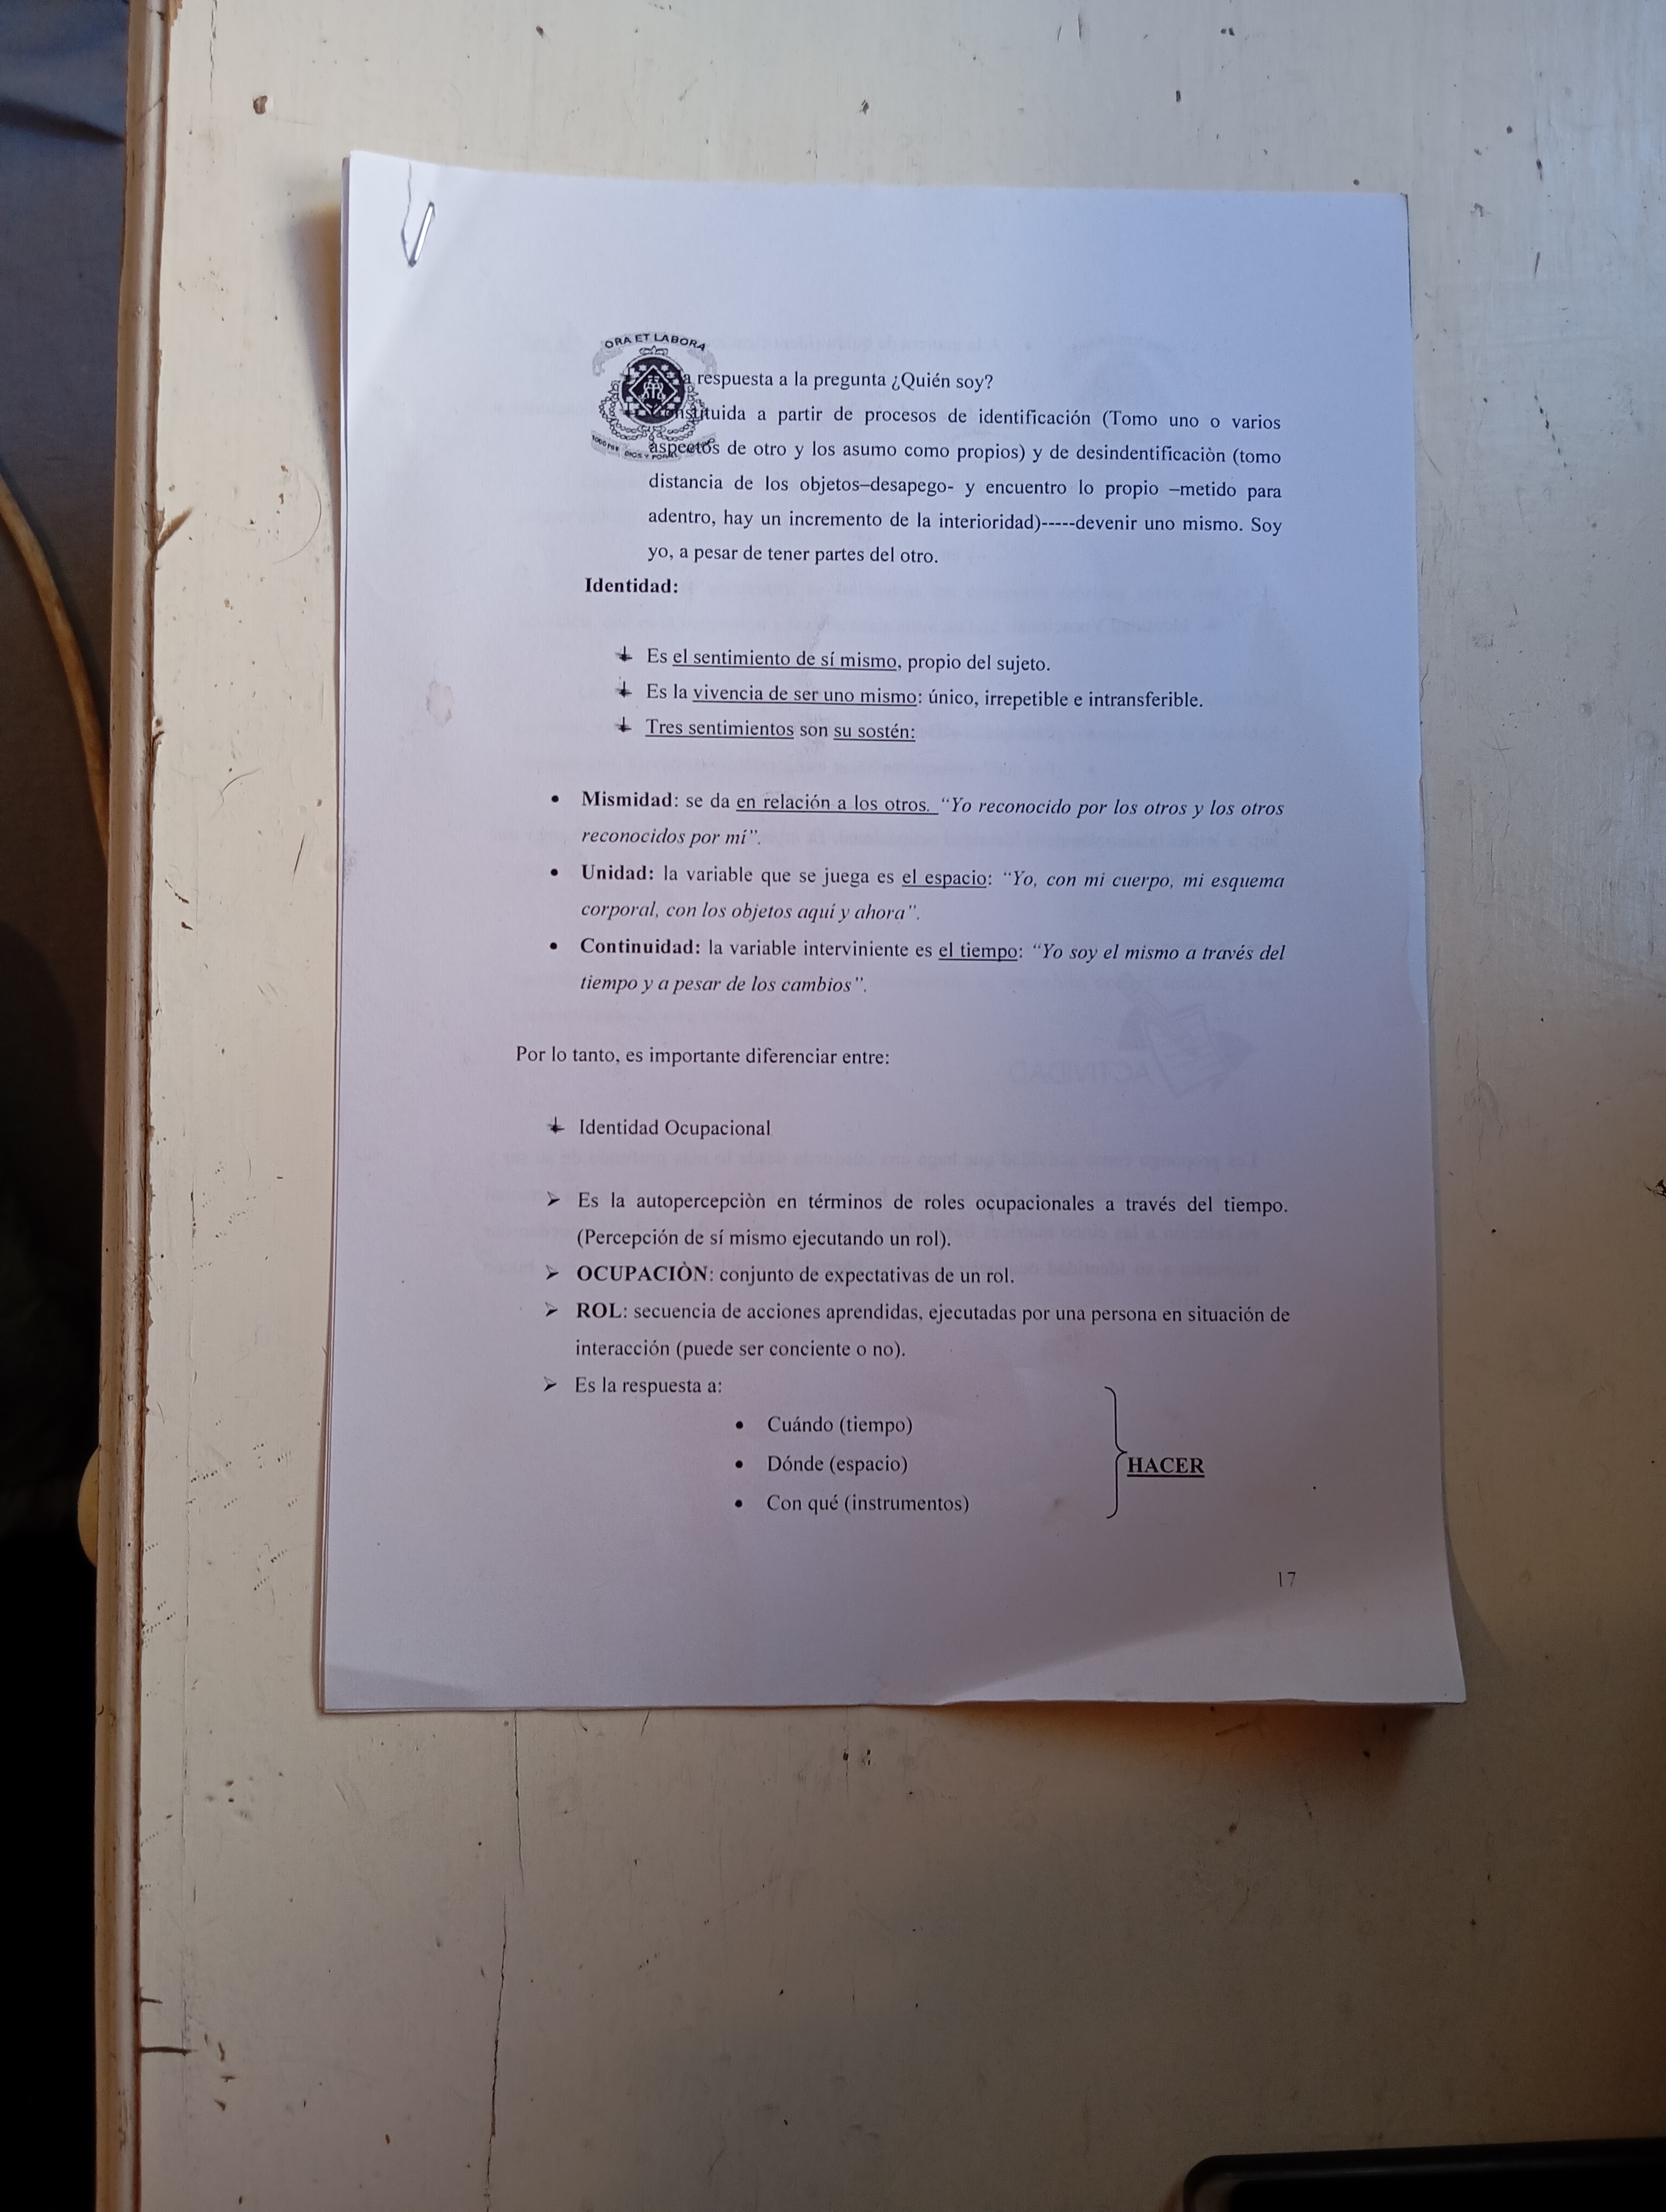 ORA ET LABORA
respuesta a la pregunta ¿Quién soy?
a partir de procesos de identificación (Tomo uno o varios
aspectos de otro y los asumo como propios) y de desindentificaciòn (tomo
distancia de los objetos–desapego- y encuentro lo propio –metido para
adentro, hay un incremento de la interioridad)-----devenir uno mismo. Soy
yo, a pesar de tener partes del otro.
Identidad:
Es el sentimiento de sí mismo, propio del sujeto.
Es la vivencia de ser uno mismo: único, irrepetible e intransferible.
Tres sentimientos son su sostén:
• Mismidad: se da en relación a los otros. “Yo reconocido por los otros y los otros
reconocidos por mí”.
• Unidad: la variable que se juega es el espacio: “Yo, con mi cuerpo, mi esquema
corporal, con los objetos aquí y ahora”.
• Continuidad: la variable interviniente es el tiempo: “Yo soy el mismo a través del
tiempo y a pesar de los cambios”.
Por lo tanto, es importante diferenciar entre:
Identidad Ocupacional
➢ Es la autopercepciòn en términos de roles ocupacionales a través del tiempo.
(Percepción de sí mismo ejecutando un rol).
➢ OCUPACIÒN: conjunto de expectativas de un rol.
➢ ROL: secuencia de acciones aprendidas, ejecutadas por una persona en situación de
interacción (puede ser conciente o no).
➢ Es la respuesta a:
• Cuándo (tiempo)
• Dónde (espacio)
HACER
• Con qué (instrumentos)
17